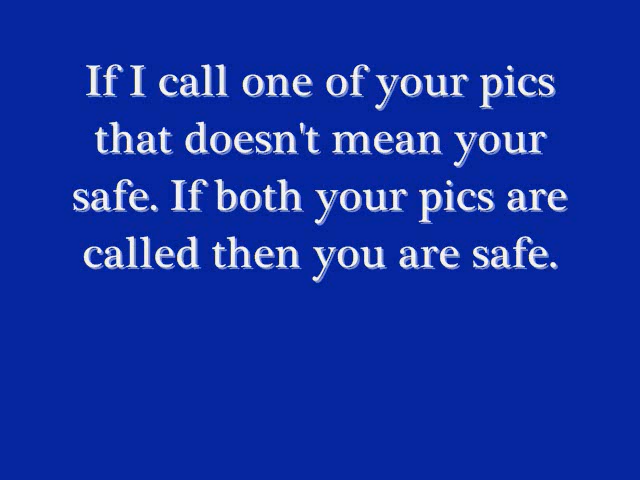 If I call one of your pics
that doesn't mean your
safe. If both your pics are
called then you are safe.